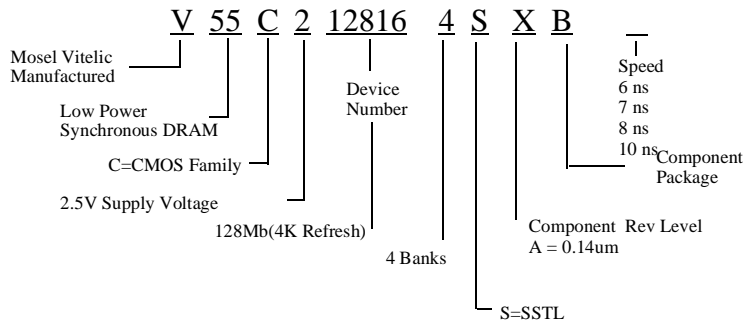 V 55 C 2 12816 4 S X B
Mosel Vitelic
Manufactured
Low Power
Synchronous DRAM
C=CMOS Family
2.5V Supply Voltage
Device
Number
128Mb(4K Refresh)
4 Banks
S=SSTL
Component Rev Level
A = 0.14um
Speed
6 ns
7 ns
8 ns
10 ns
Component
Package